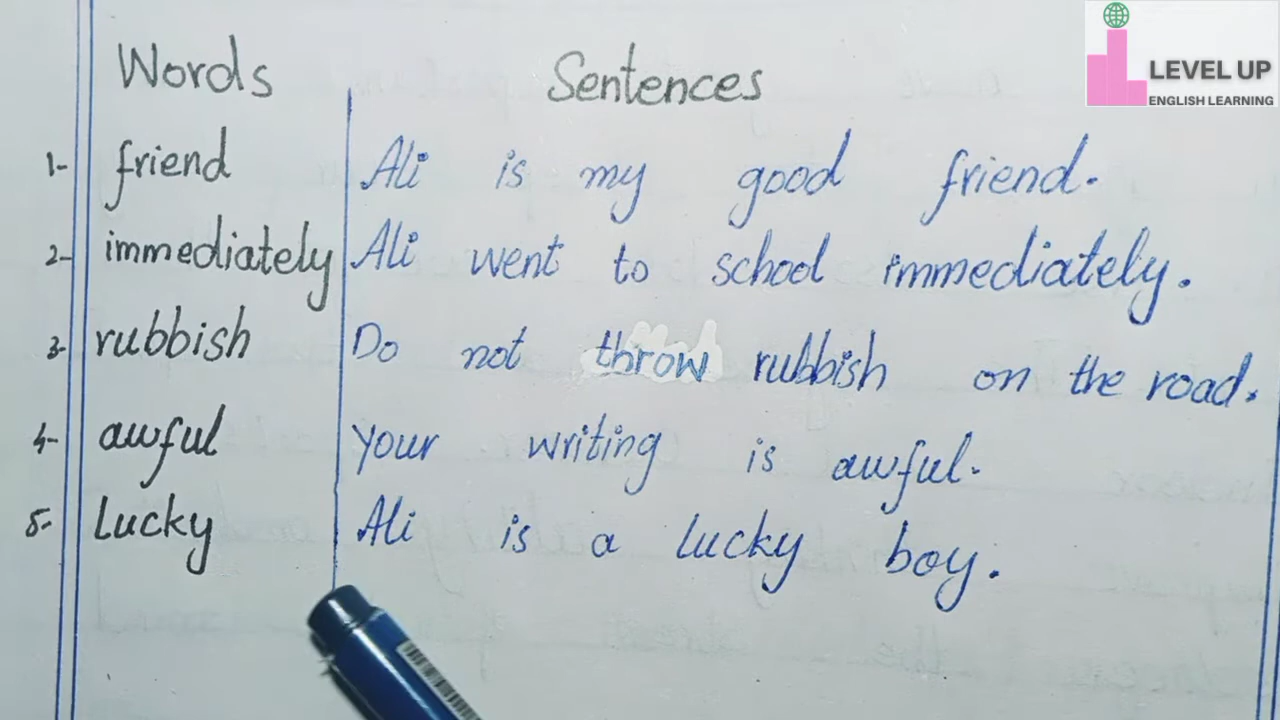 LEVEL UP
ENGLISH LEARNING
Words Sentences
1- friend Ali is my good friend.
2- immediately Ali went to school immediately.
3- rubbish Do not throw rubbish on the road.
4- awful Your writing is awful.
5- Lucky Ali is a lucky boy.